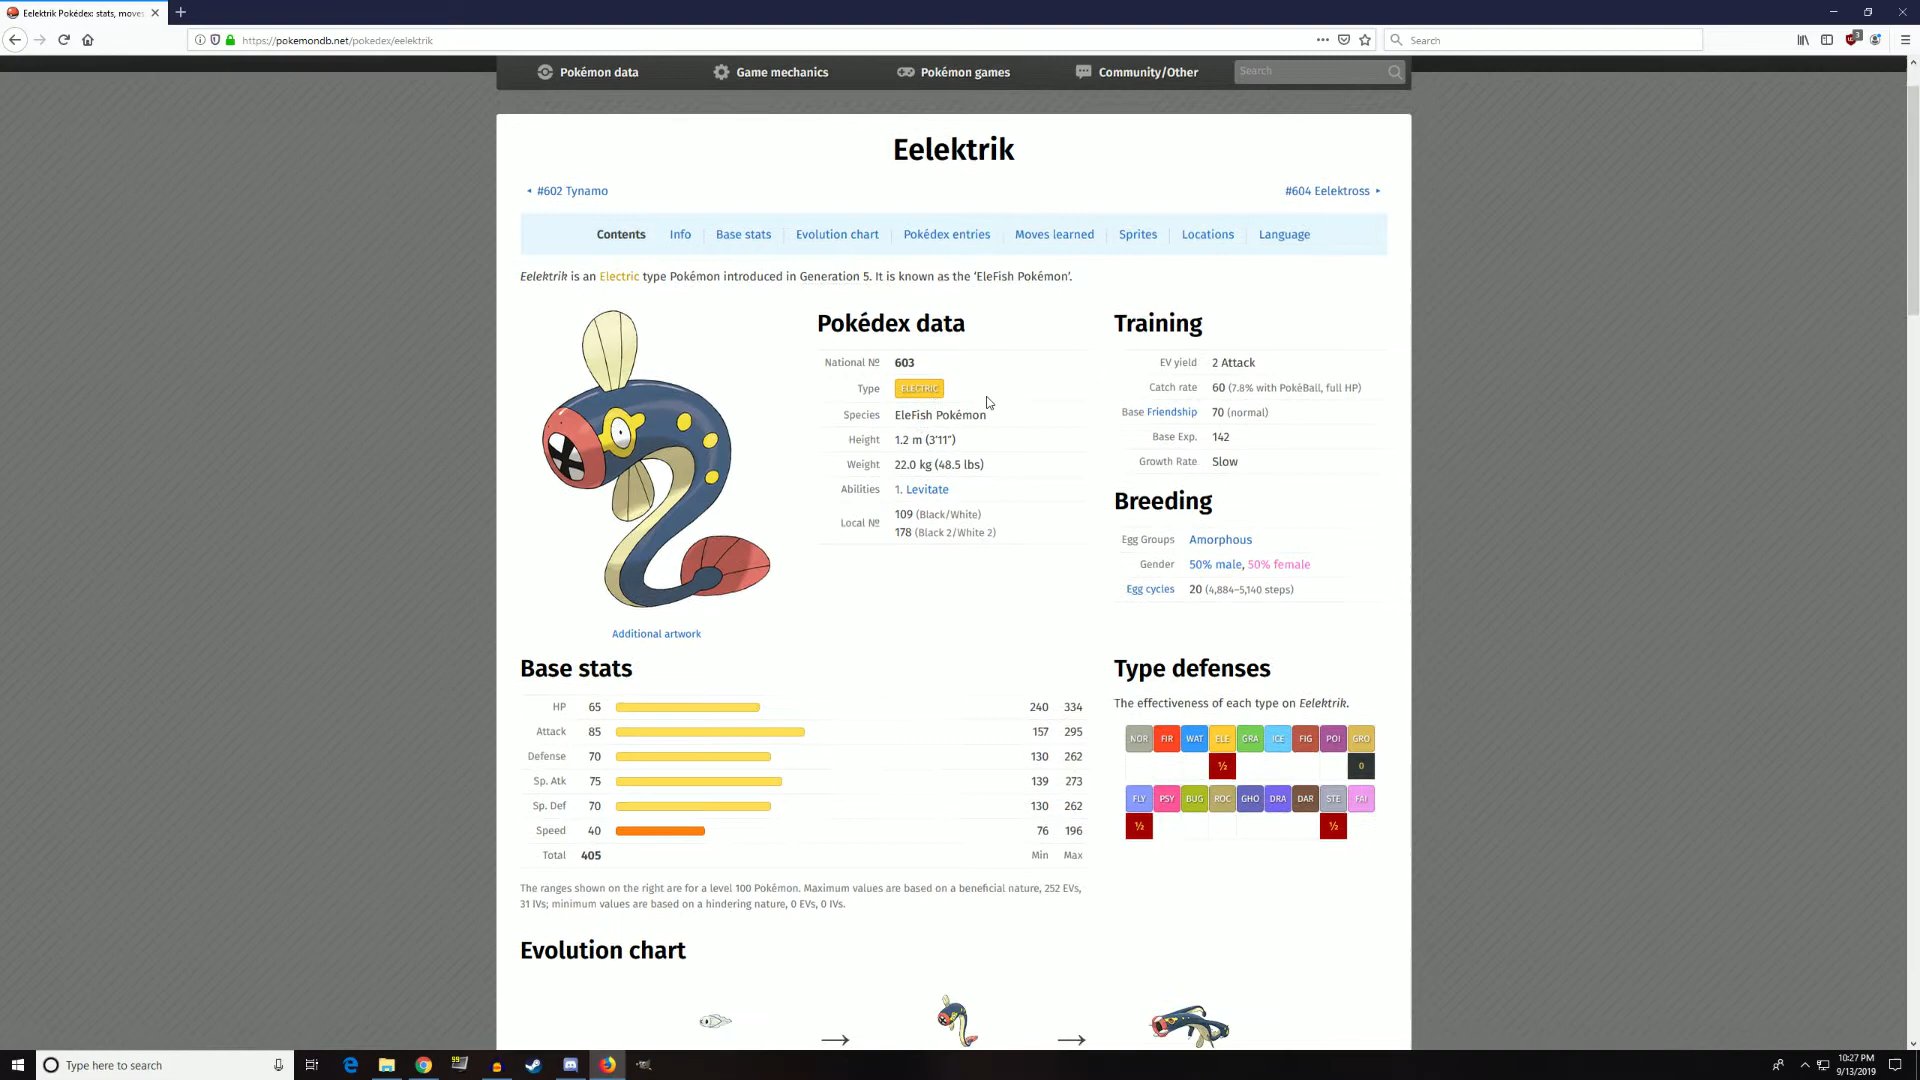 Eelektrik Pokédex: stats, moves
https://pokemondb.net/pokedex/eelektrik
Search
3
Pokémon data
Game mechanics
Pokémon games
Community/Other
Search
Eelektrik
#602 Tynamo
#604 Eelektross
Contents Info Base stats Evolution chart Pokédex entries Moves learned Sprites Locations Language
Eelektrik is an Electric type Pokémon introduced in Generation 5. It is known as the ‘EleFish Pokémon’.
Pokédex data
National № 603
Type ELECTRIC
Species EleFish Pokémon
Height 1.2 m (3′11″)
Weight 22.0 kg (48.5 lbs)
Abilities 1. Levitate
Local № 109 (Black/White)
178 (Black 2/White 2)
Training
EV yield 2 Attack
Catch rate 60 (7.8% with PokéBall, full HP)
Base Friendship 70 (normal)
Base Exp. 142
Growth Rate Slow
Breeding
Egg Groups Amorphous
Gender 50% male, 50% female
Egg cycles 20 (4,884–5,140 steps)
Additional artwork
Base stats
HP 65 240 334
Attack 85 157 295
Defense 70 130 262
Sp. Atk 75 139 273
Sp. Def 70 130 262
Speed 40 76 196
Total 405 Min Max
The ranges shown on the right are for a level 100 Pokémon. Maximum values are based on a beneficial nature, 252 EVs,
31 IVs; minimum values are based on a hindering nature, 0 EVs, 0 IVs.
Type defenses
The effectiveness of each type on Eelektrik.
NOR FIR WAT ELE GRA ICE FIG POI GRO
½ 0
FLY PSY BUG ROC GHO DRA DAR STE FAI
½ ½
Evolution chart
Type here to search
99
10:27 PM
9/13/2019